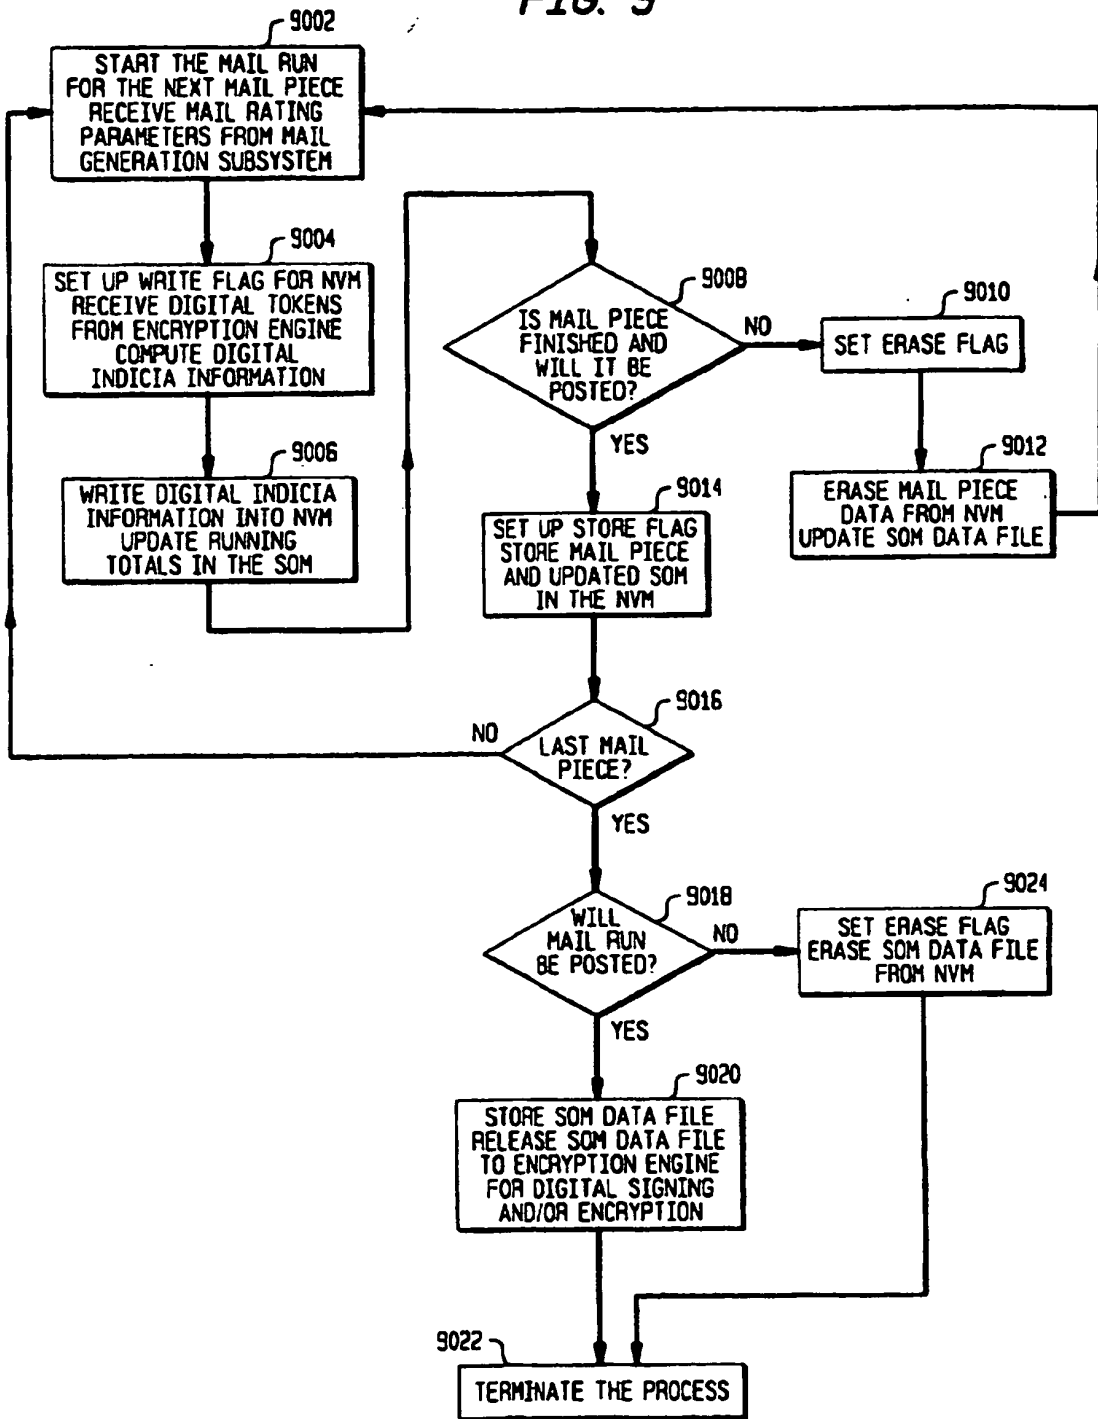 FIG. 9
9002
START THE MAIL RUN
FOR THE NEXT MAIL PIECE
RECEIVE MAIL RATING
PARAMETERS FROM MAIL
GENERATION SUBSYSTEM
9004
SET UP WRITE FLAG FOR NVM
RECEIVE DIGITAL TOKENS
FROM ENCRYPTION ENGINE
COMPUTE DIGITAL
INDICIA INFORMATION
9006
WRITE DIGITAL INDICIA
INFORMATION INTO NVM
UPDATE RUNNING
TOTALS IN THE SOM
9008
IS MAIL PIECE
FINISHED AND
WILL IT BE
POSTED?
NO
YES
9010
SET ERASE FLAG
9012
ERASE MAIL PIECE
DATA FROM NVM
UPDATE SOM DATA FILE
9014
SET UP STORE FLAG
STORE MAIL PIECE
AND UPDATED SOM
IN THE NVM
9016
LAST MAIL
PIECE?
NO
YES
9018
WILL
MAIL RUN
BE POSTED?
NO
YES
9024
SET ERASE FLAG
ERASE SOM DATA FILE
FROM NVM
9020
STORE SOM DATA FILE
RELEASE SOM DATA FILE
TO ENCRYPTION ENGINE
FOR DIGITAL SIGNING
AND/OR ENCRYPTION
9022
TERMINATE THE PROCESS